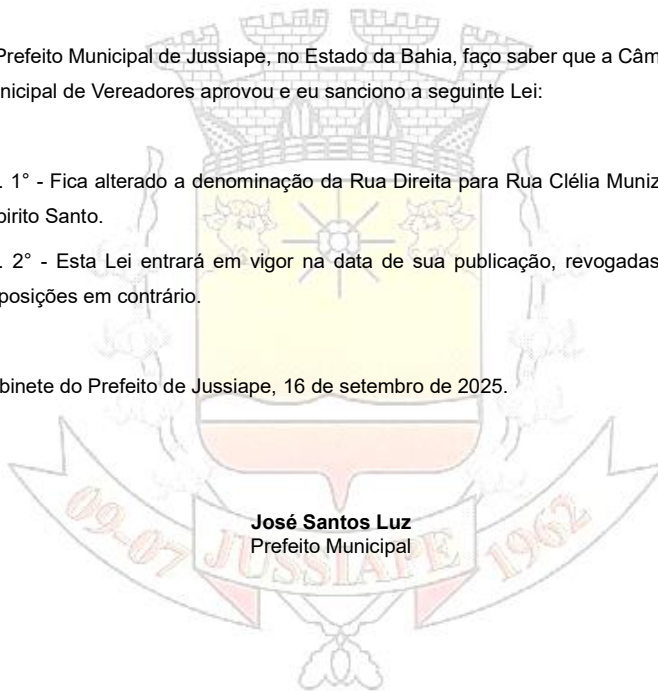 Prefeito Municipal de Jussiape, no Estado da Bahia, faço saber que a Câm
nicipal de Vereadores aprovou e eu sanciono a seguinte Lei:
. 1° - Fica alterado a denominação da Rua Direita para Rua Clélia Muniz
pirito Santo.
. 2° - Esta Lei entrará em vigor na data de sua publicação, revogadas
posições em contrário.
binete do Prefeito de Jussiape, 16 de setembro de 2025.
José Santos Luz
Prefeito Municipal
09-07 JUSSIAPE 1962